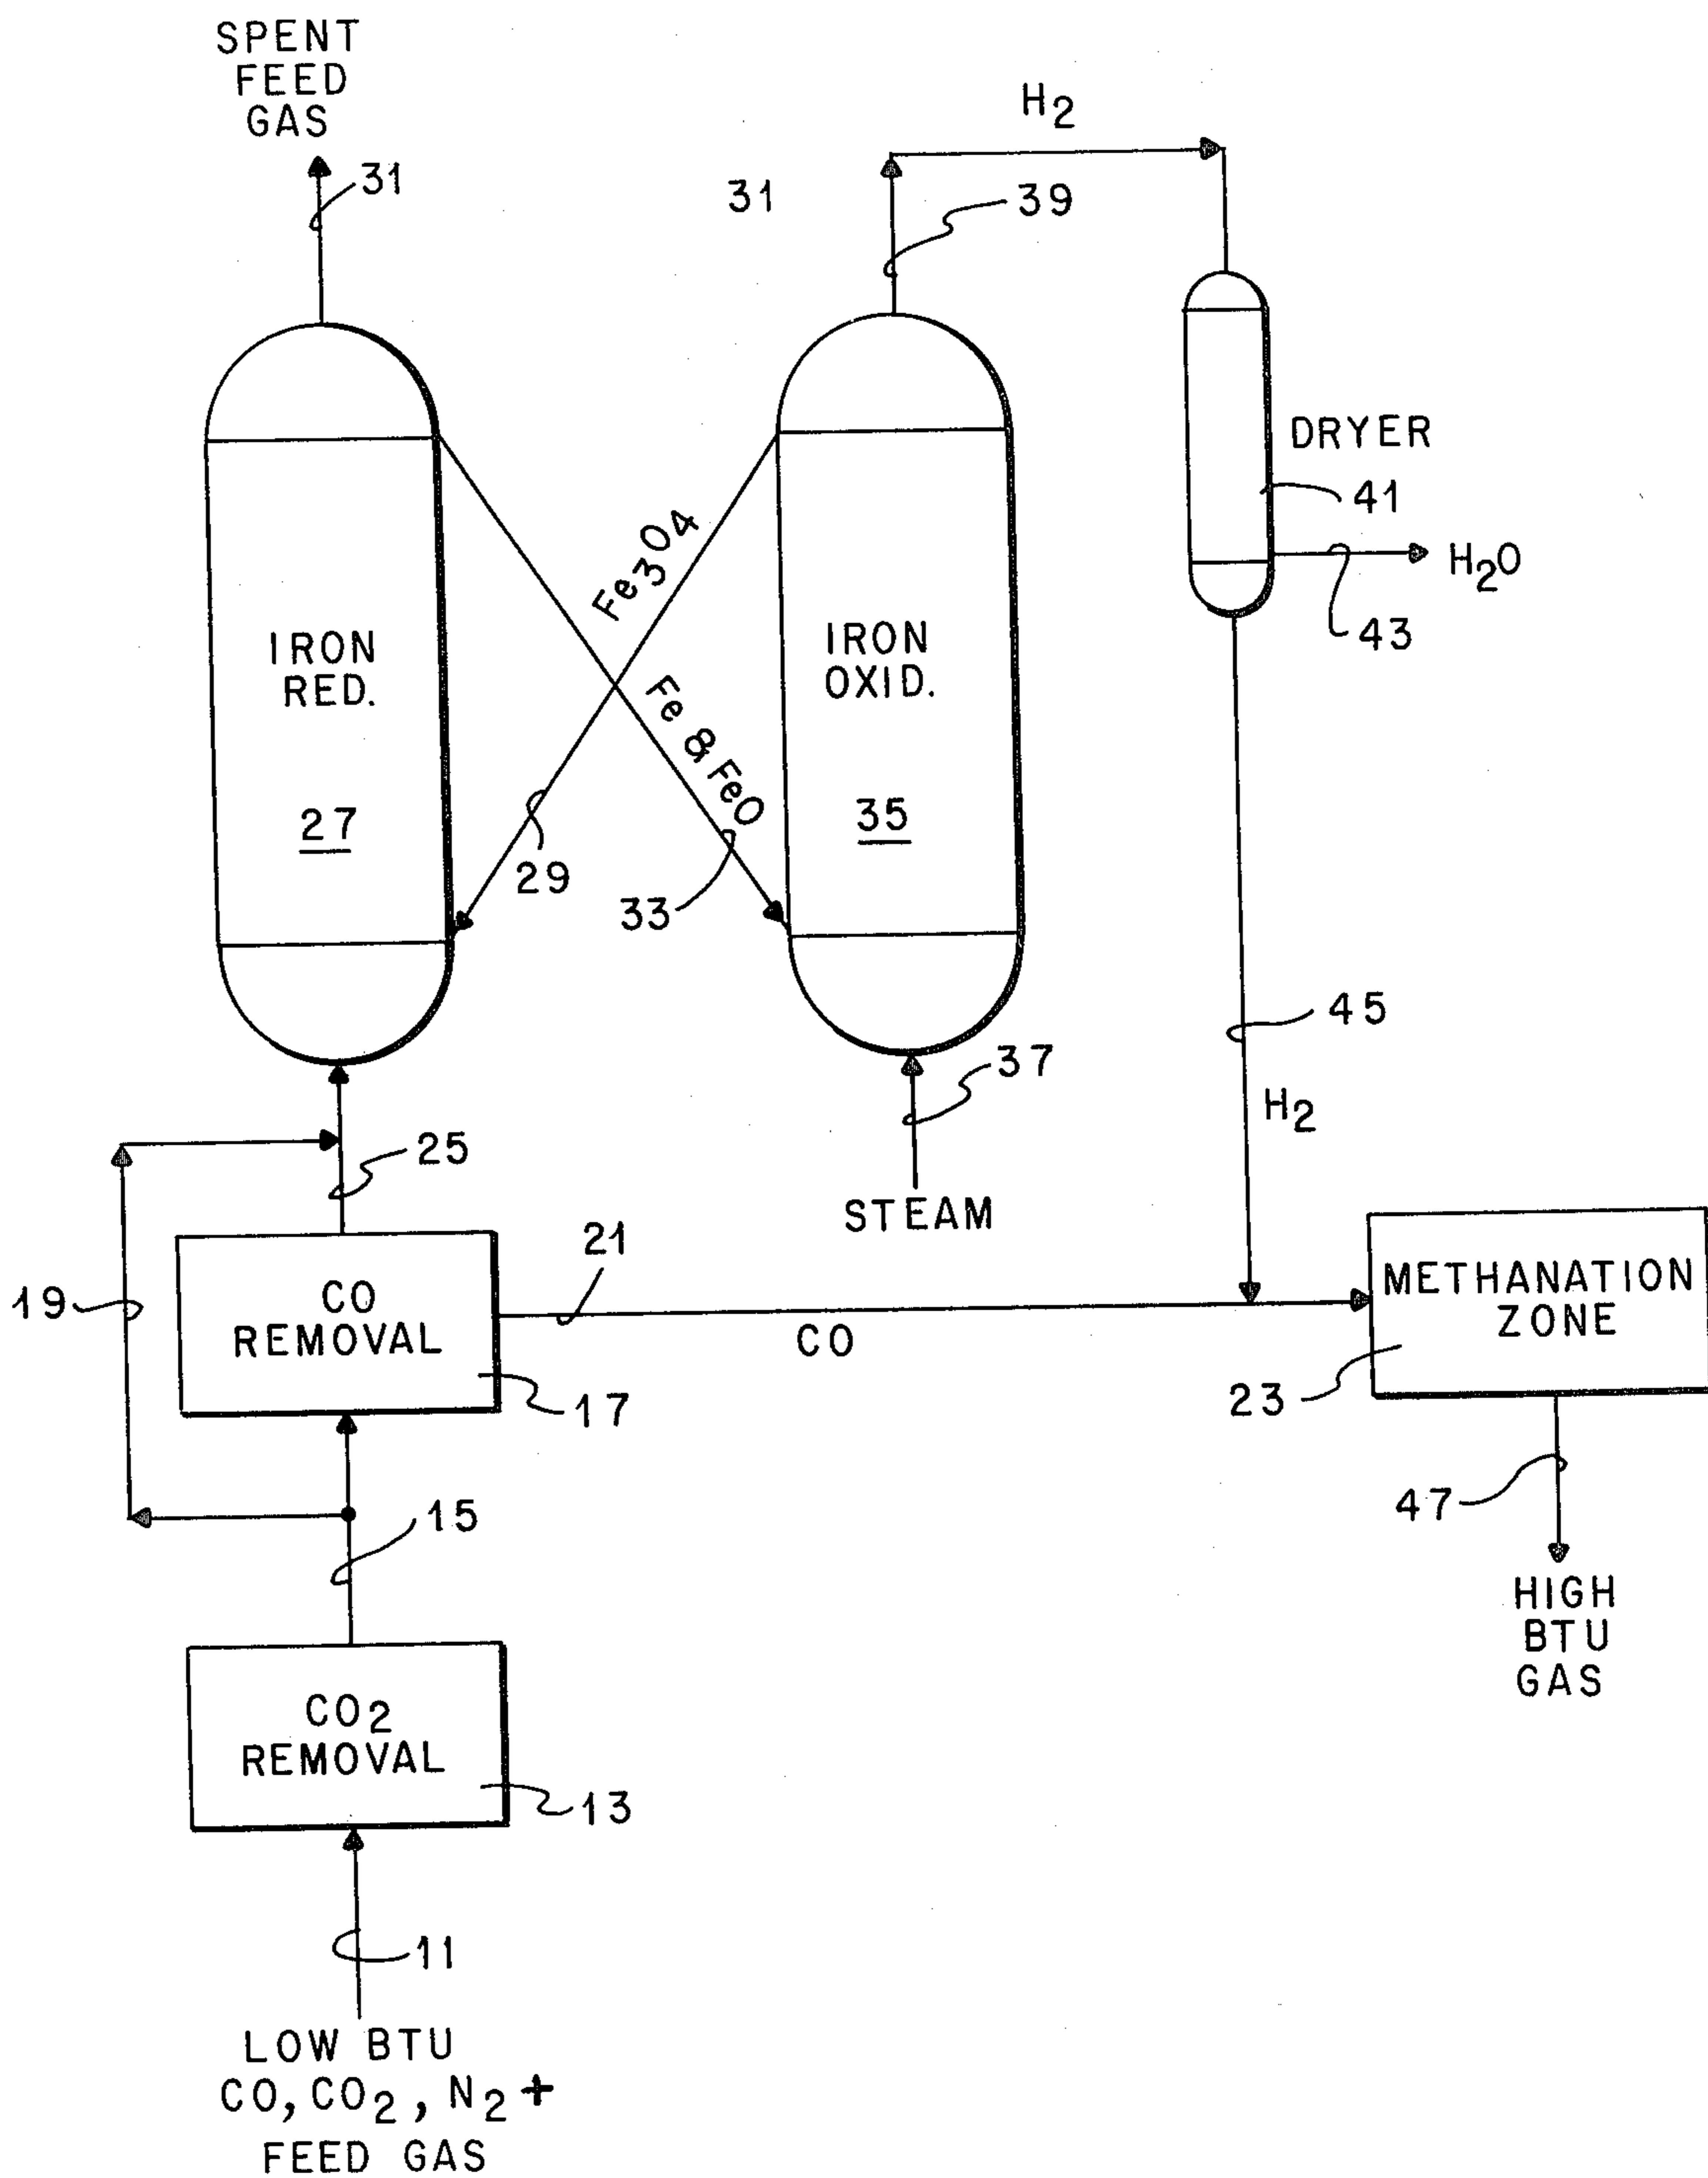 SPENT
FEED
GAS
31
H2
31
39
DRYER
41
H2O
43
Fe3O4
Fe & FeO
IRON
RED.
27
IRON
OXID.
35
29
33
45
37
H2
25
STEAM
21
19
CO
REMOVAL
CO
METHANATION
ZONE
17
23
15
47
HIGH
BTU
GAS
CO2
REMOVAL
13
11
LOW BTU
CO, CO2, N2 +
FEED GAS